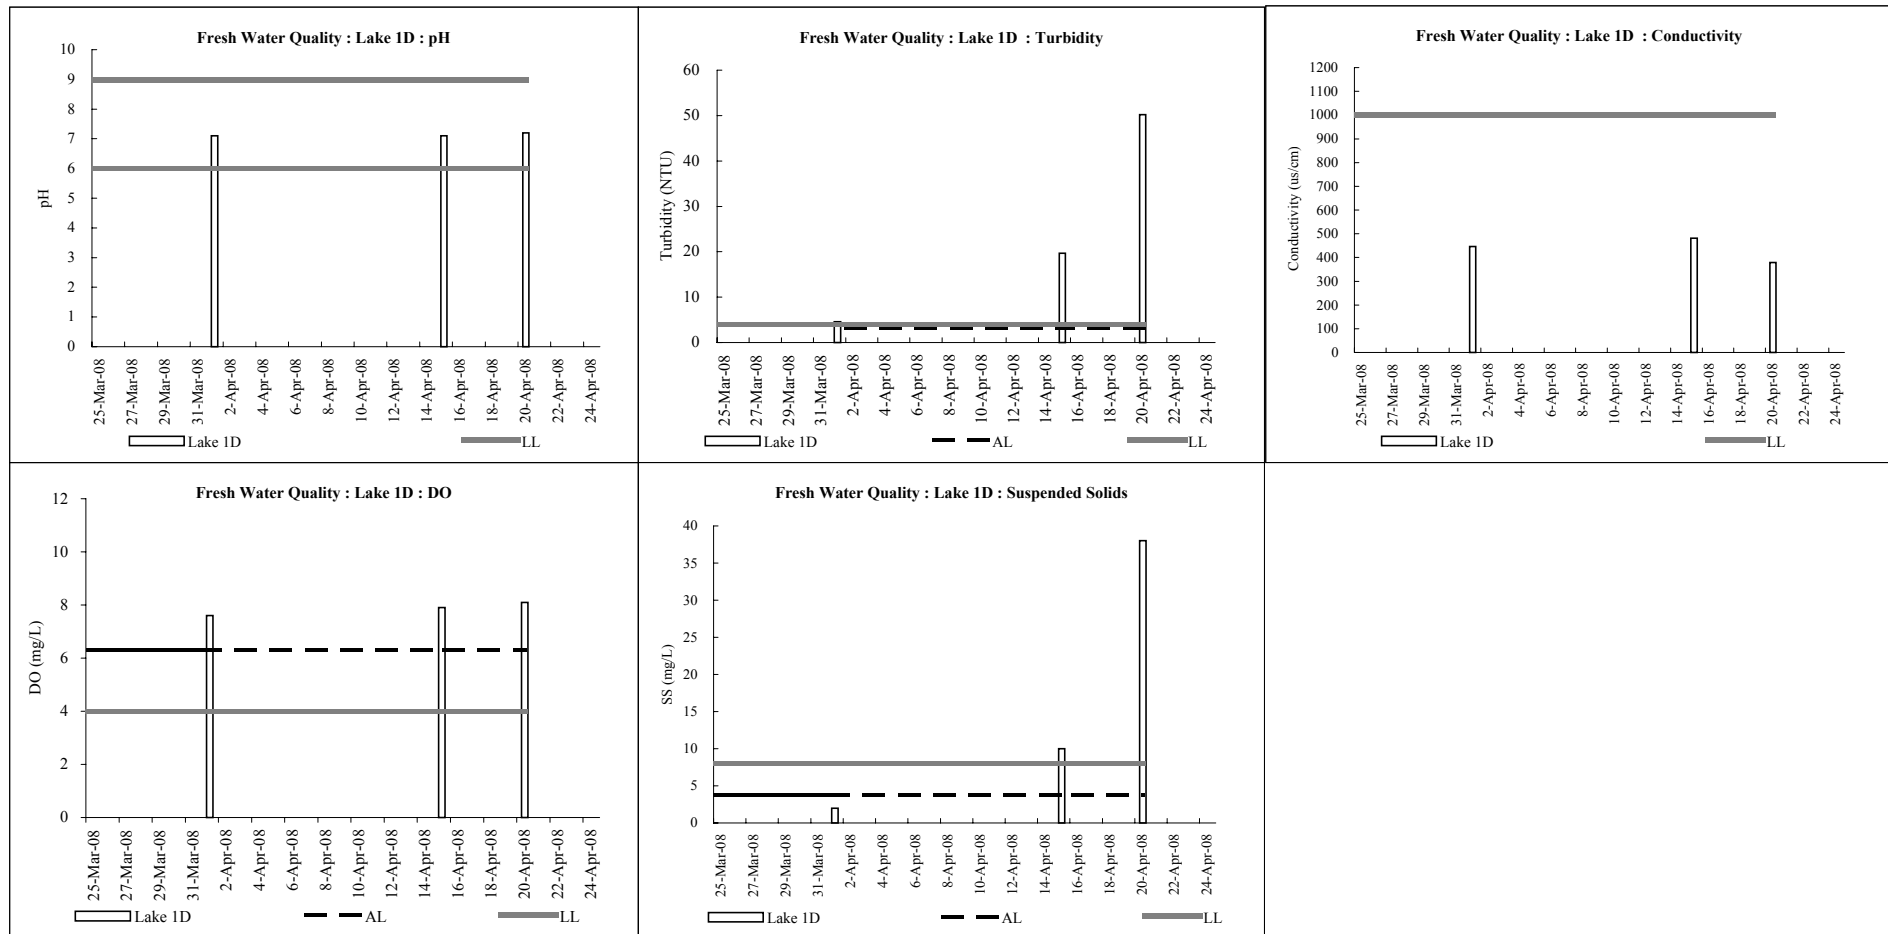 Fresh Water Quality : Lake 1D : pH
10
9
8
7
6
5
4
3
2
1
0
pH
25-Mar-08
27-Mar-08
29-Mar-08
31-Mar-08
2-Apr-08
4-Apr-08
6-Apr-08
8-Apr-08
10-Apr-08
12-Apr-08
14-Apr-08
16-Apr-08
18-Apr-08
20-Apr-08
22-Apr-08
24-Apr-08
Lake 1D
LL
Fresh Water Quality : Lake 1D : Turbidity
60
50
40
30
20
10
0
Turbidity (NTU)
25-Mar-08
27-Mar-08
29-Mar-08
31-Mar-08
2-Apr-08
4-Apr-08
6-Apr-08
8-Apr-08
10-Apr-08
12-Apr-08
14-Apr-08
16-Apr-08
18-Apr-08
20-Apr-08
22-Apr-08
24-Apr-08
Lake 1D
AL
LL
Fresh Water Quality : Lake 1D : Conductivity
1200
1100
1000
900
800
700
600
500
400
300
200
100
0
Conductivity (us/cm)
25-Mar-08
27-Mar-08
29-Mar-08
31-Mar-08
2-Apr-08
4-Apr-08
6-Apr-08
8-Apr-08
10-Apr-08
12-Apr-08
14-Apr-08
16-Apr-08
18-Apr-08
20-Apr-08
22-Apr-08
24-Apr-08
Lake 1D
LL
Fresh Water Quality : Lake 1D : DO
12
10
8
6
4
2
0
DO (mg/L)
25-Mar-08
27-Mar-08
29-Mar-08
31-Mar-08
2-Apr-08
4-Apr-08
6-Apr-08
8-Apr-08
10-Apr-08
12-Apr-08
14-Apr-08
16-Apr-08
18-Apr-08
20-Apr-08
22-Apr-08
24-Apr-08
Lake 1D
AL
LL
Fresh Water Quality : Lake 1D : Suspended Solids
40
35
30
25
20
15
10
5
0
SS (mg/L)
25-Mar-08
27-Mar-08
29-Mar-08
31-Mar-08
2-Apr-08
4-Apr-08
6-Apr-08
8-Apr-08
10-Apr-08
12-Apr-08
14-Apr-08
16-Apr-08
18-Apr-08
20-Apr-08
22-Apr-08
24-Apr-08
Lake 1D
AL
LL